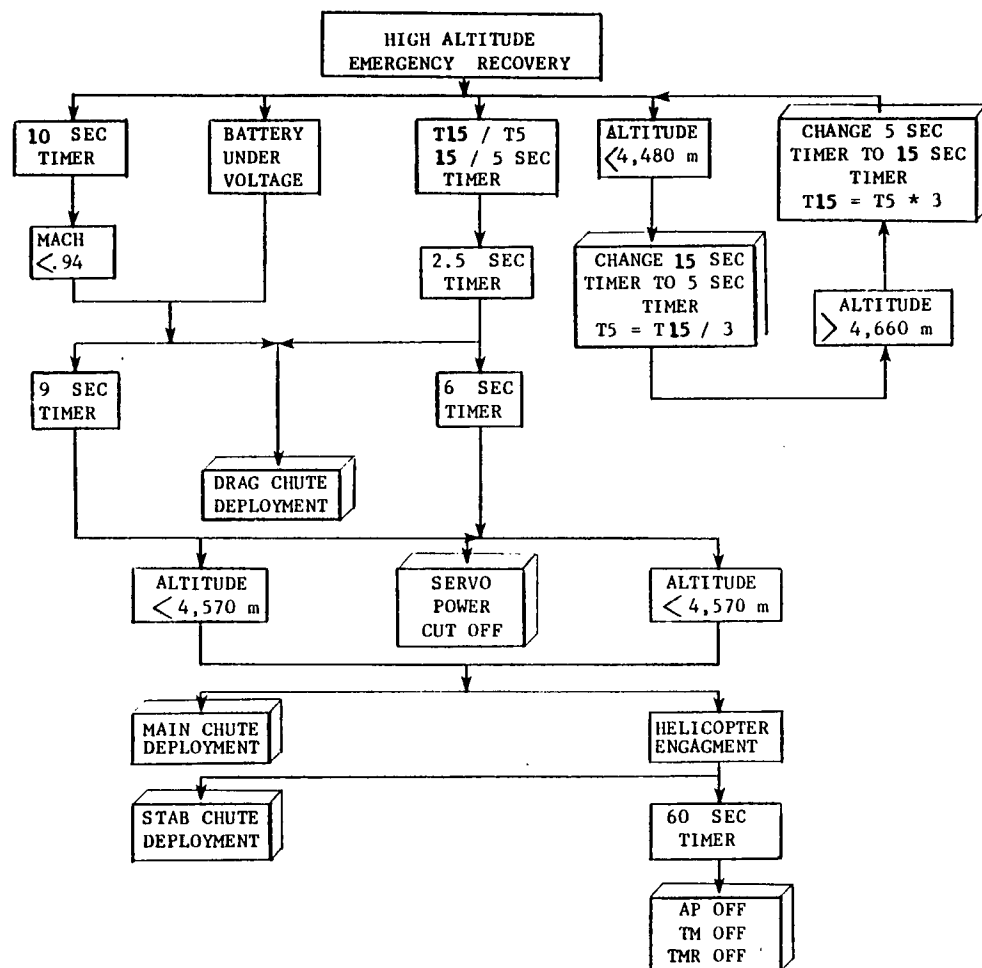 HIGH ALTITUDE
EMERGENCY RECOVERY
10 SEC
TIMER
BATTERY
UNDER
VOLTAGE
T15 / T5
15 / 5 SEC
TIMER
ALTITUDE
<4,480 m
CHANGE 5 SEC
TIMER TO 15 SEC
TIMER
T15 = T5 * 3
MACH
<.94
2.5 SEC
TIMER
CHANGE 15 SEC
TIMER TO 5 SEC
TIMER
T5 = T15 / 3
ALTITUDE
> 4,660 m
9 SEC
TIMER
6 SEC
TIMER
DRAG CHUTE
DEPLOYMENT
ALTITUDE
< 4,570 m
SERVO
POWER
CUT OFF
ALTITUDE
< 4,570 m
MAIN CHUTE
DEPLOYMENT
HELICOPTER
ENGAGMENT
STAB CHUTE
DEPLOYMENT
60 SEC
TIMER
AP OFF
TM OFF
TMR OFF